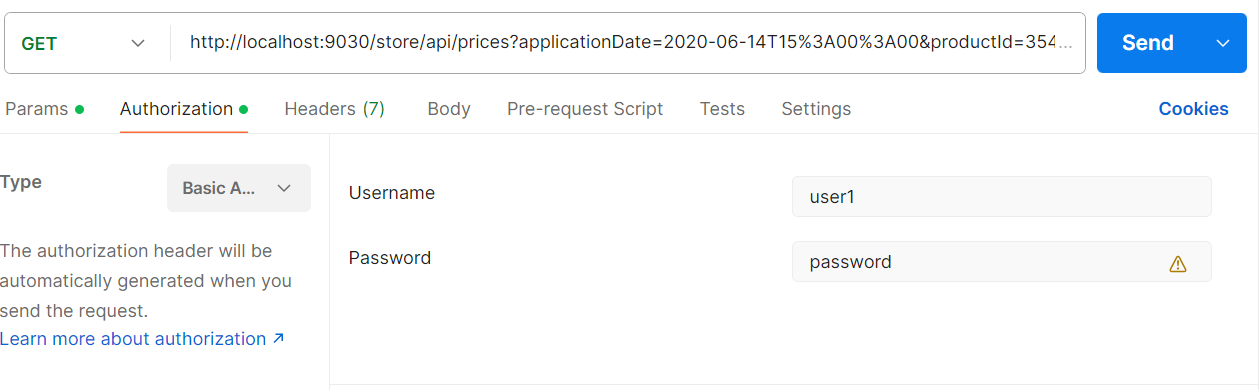 GET http://localhost:9030/store/api/prices?applicationDate=2020-06-14T15%3A00%3A00&productId=354... Send
Params Authorization Headers (7) Body Pre-request Script Tests Settings Cookies
Type Basic A...
The authorization header will be
automatically generated when you
send the request.
Learn more about authorization ↗
Username user1
Password password